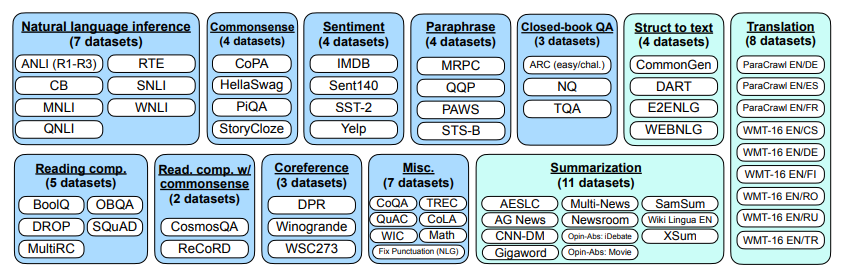 Natural language inference
(7 datasets)
ANLI (R1-R3)
RTE
CB
SNLI
MNLI
WNLI
QNLI
Commonsense
(4 datasets)
CoPA
HellaSwag
PiQA
StoryCloze
Sentiment
(4 datasets)
IMDB
Sent140
SST-2
Yelp
Paraphrase
(4 datasets)
MRPC
QQP
PAWS
STS-B
Closed-book QA
(3 datasets)
ARC (easy/chal.)
NQ
TQA
Struct to text
(4 datasets)
CommonGen
DART
E2ENLG
WEBNLG
Translation
(8 datasets)
ParaCrawl EN/DE
ParaCrawl EN/ES
ParaCrawl EN/FR
WMT-16 EN/CS
WMT-16 EN/DE
WMT-16 EN/FI
WMT-16 EN/RO
WMT-16 EN/RU
WMT-16 EN/TR
Reading comp.
(5 datasets)
BoolQ
OBQA
DROP
SQuAD
MultiRC
Read. comp. w/
commonsense
(2 datasets)
CosmosQA
ReCoRD
Coreference
(3 datasets)
DPR
Winogrande
WSC273
Misc.
(7 datasets)
CoQA
TREC
QuAC
CoLA
WIC
Math
Fix Punctuation (NLG)
Summarization
(11 datasets)
AESLC
Multi-News
SamSum
AG News
Newsroom
Wiki Lingua EN
CNN-DM
Opin-Abs: iDebate
XSum
Gigaword
Opin-Abs: Movie